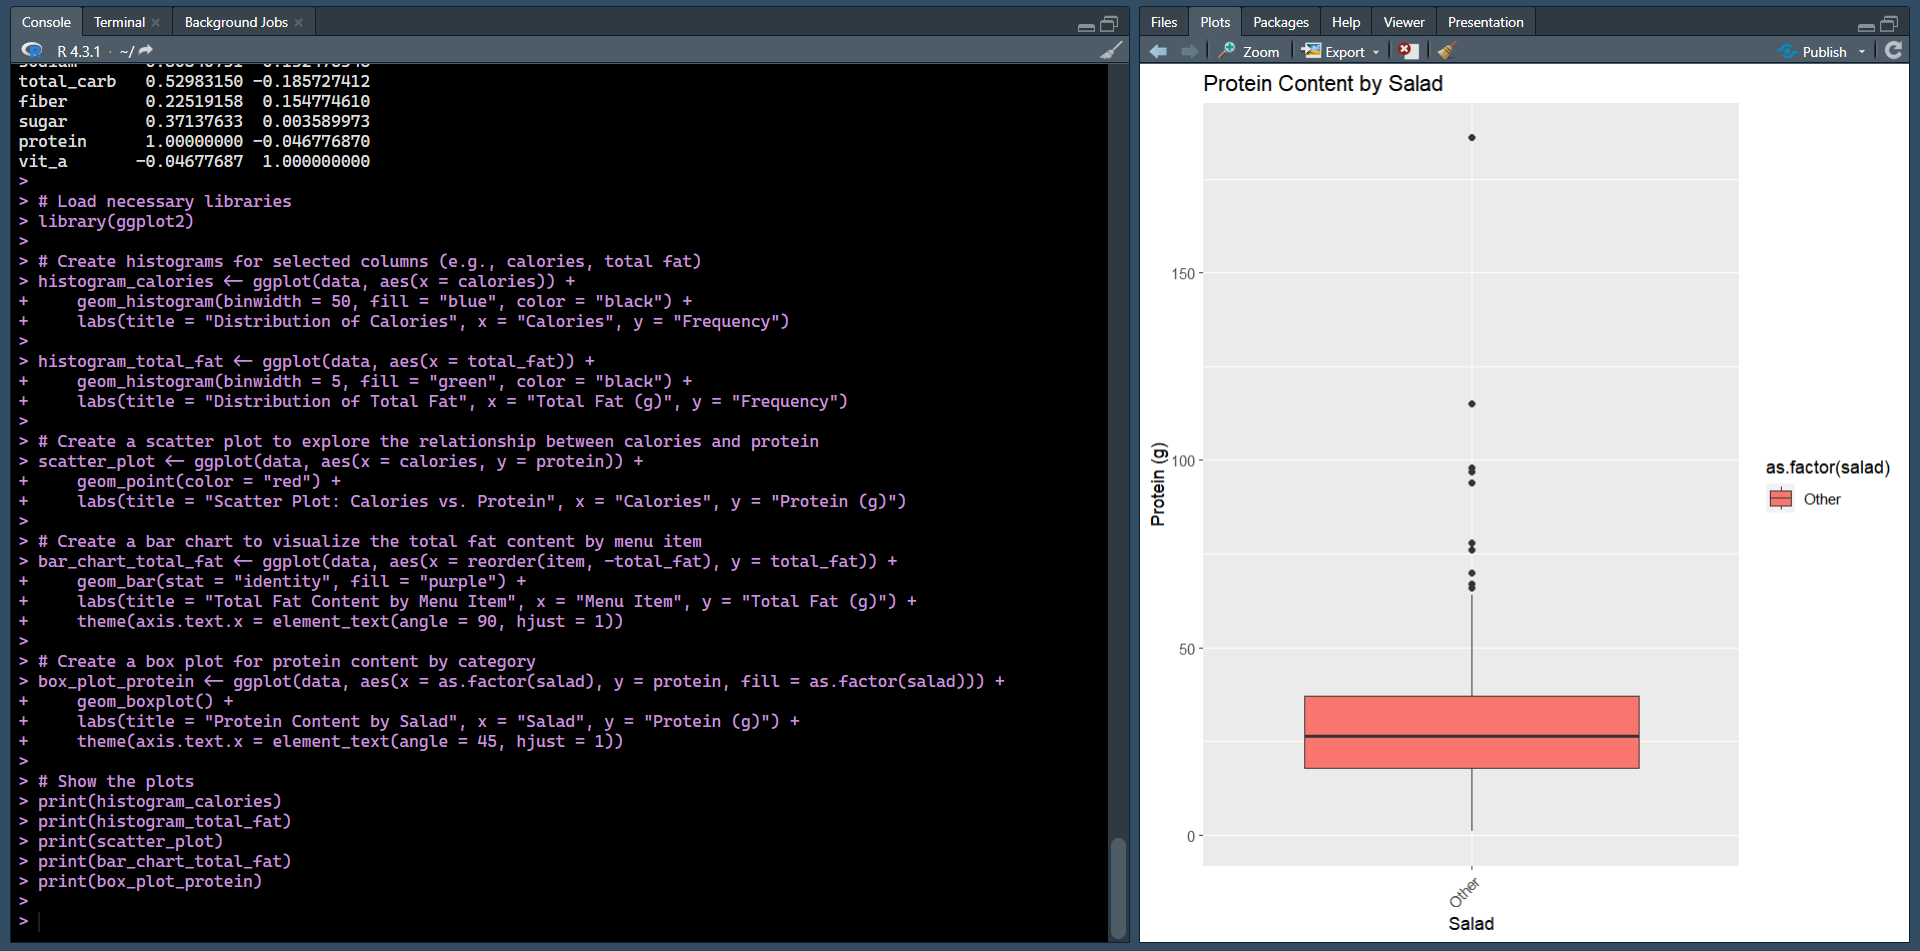 Console Terminal Background Jobs
R 4.3.1 · ~/
total_carb 0.52983150 -0.185727412
fiber 0.22519158 0.154774610
sugar 0.37137633 0.003589973
protein 1.00000000 -0.046776870
vit_a -0.04677687 1.000000000
>
> # Load necessary libraries
> library(ggplot2)
>
> # Create histograms for selected columns (e.g., calories, total fat)
> histogram_calories <- ggplot(data, aes(x = calories)) +
+ geom_histogram(binwidth = 50, fill = "blue", color = "black") +
+ labs(title = "Distribution of Calories", x = "Calories", y = "Frequency")
>
> histogram_total_fat <- ggplot(data, aes(x = total_fat)) +
+ geom_histogram(binwidth = 5, fill = "green", color = "black") +
+ labs(title = "Distribution of Total Fat", x = "Total Fat (g)", y = "Frequency")
>
> # Create a scatter plot to explore the relationship between calories and protein
> scatter_plot <- ggplot(data, aes(x = calories, y = protein)) +
+ geom_point(color = "red") +
+ labs(title = "Scatter Plot: Calories vs. Protein", x = "Calories", y = "Protein (g)")
>
> # Create a bar chart to visualize the total fat content by menu item
> bar_chart_total_fat <- ggplot(data, aes(x = reorder(item, -total_fat), y = total_fat)) +
+ geom_bar(stat = "identity", fill = "purple") +
+ labs(title = "Total Fat Content by Menu Item", x = "Menu Item", y = "Total Fat (g)") +
+ theme(axis.text.x = element_text(angle = 90, hjust = 1))
>
> # Create a box plot for protein content by category
> box_plot_protein <- ggplot(data, aes(x = as.factor(salad), y = protein, fill = as.factor(salad))) +
+ geom_boxplot() +
+ labs(title = "Protein Content by Salad", x = "Salad", y = "Protein (g)") +
+ theme(axis.text.x = element_text(angle = 45, hjust = 1))
>
> # Show the plots
> print(histogram_calories)
> print(histogram_total_fat)
> print(scatter_plot)
> print(bar_chart_total_fat)
> print(box_plot_protein)
>
>
Files Plots Packages Help Viewer Presentation
Zoom Export Publish
Protein Content by Salad
150
100
50
0
Protein (g)
Other
Salad
as.factor(salad)
Other